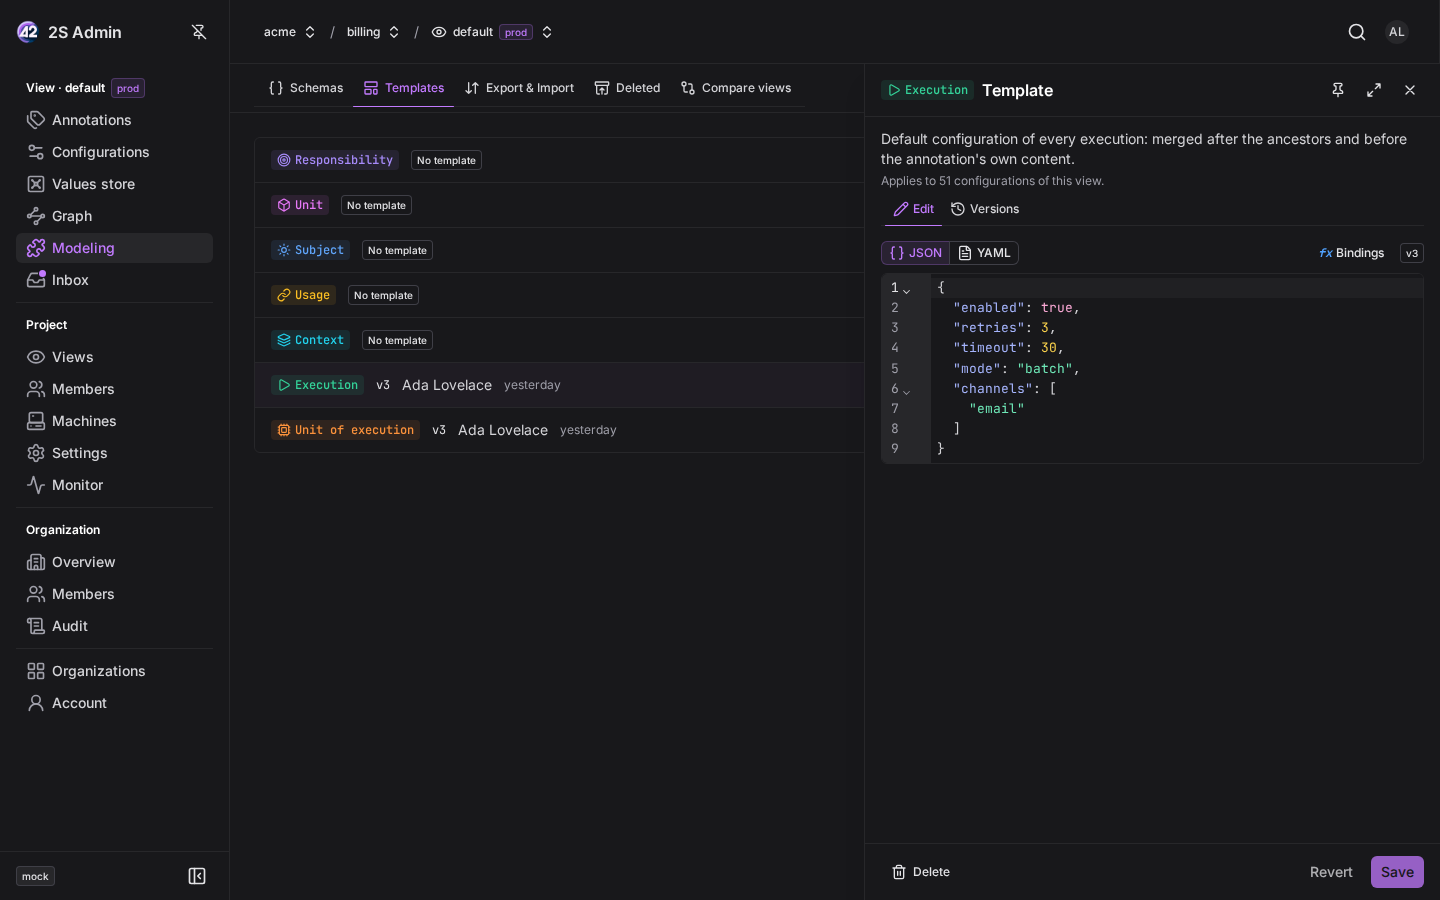 2S Admin
View · default prod
Annotations
Configurations
Values store
Graph
Modeling
Inbox
Project
Views
Members
Machines
Settings
Monitor
Organization
Overview
Members
Audit
Organizations
Account
mock
acme / billing / default prod
AL
Schemas Templates Export & Import Deleted Compare views
Responsibility No template
Unit No template
Subject No template
Usage No template
Context No template
Execution v3 Ada Lovelace yesterday
Unit of execution v3 Ada Lovelace yesterday
Execution Template
Default configuration of every execution: merged after the ancestors and before
the annotation's own content.
Applies to 51 configurations of this view.
Edit Versions
{} JSON YAML fx Bindings v3
1 {
2 "enabled": true,
3 "retries": 3,
4 "timeout": 30,
5 "mode": "batch",
6 "channels": [
7 "email"
8 ]
9 }
Delete Revert Save